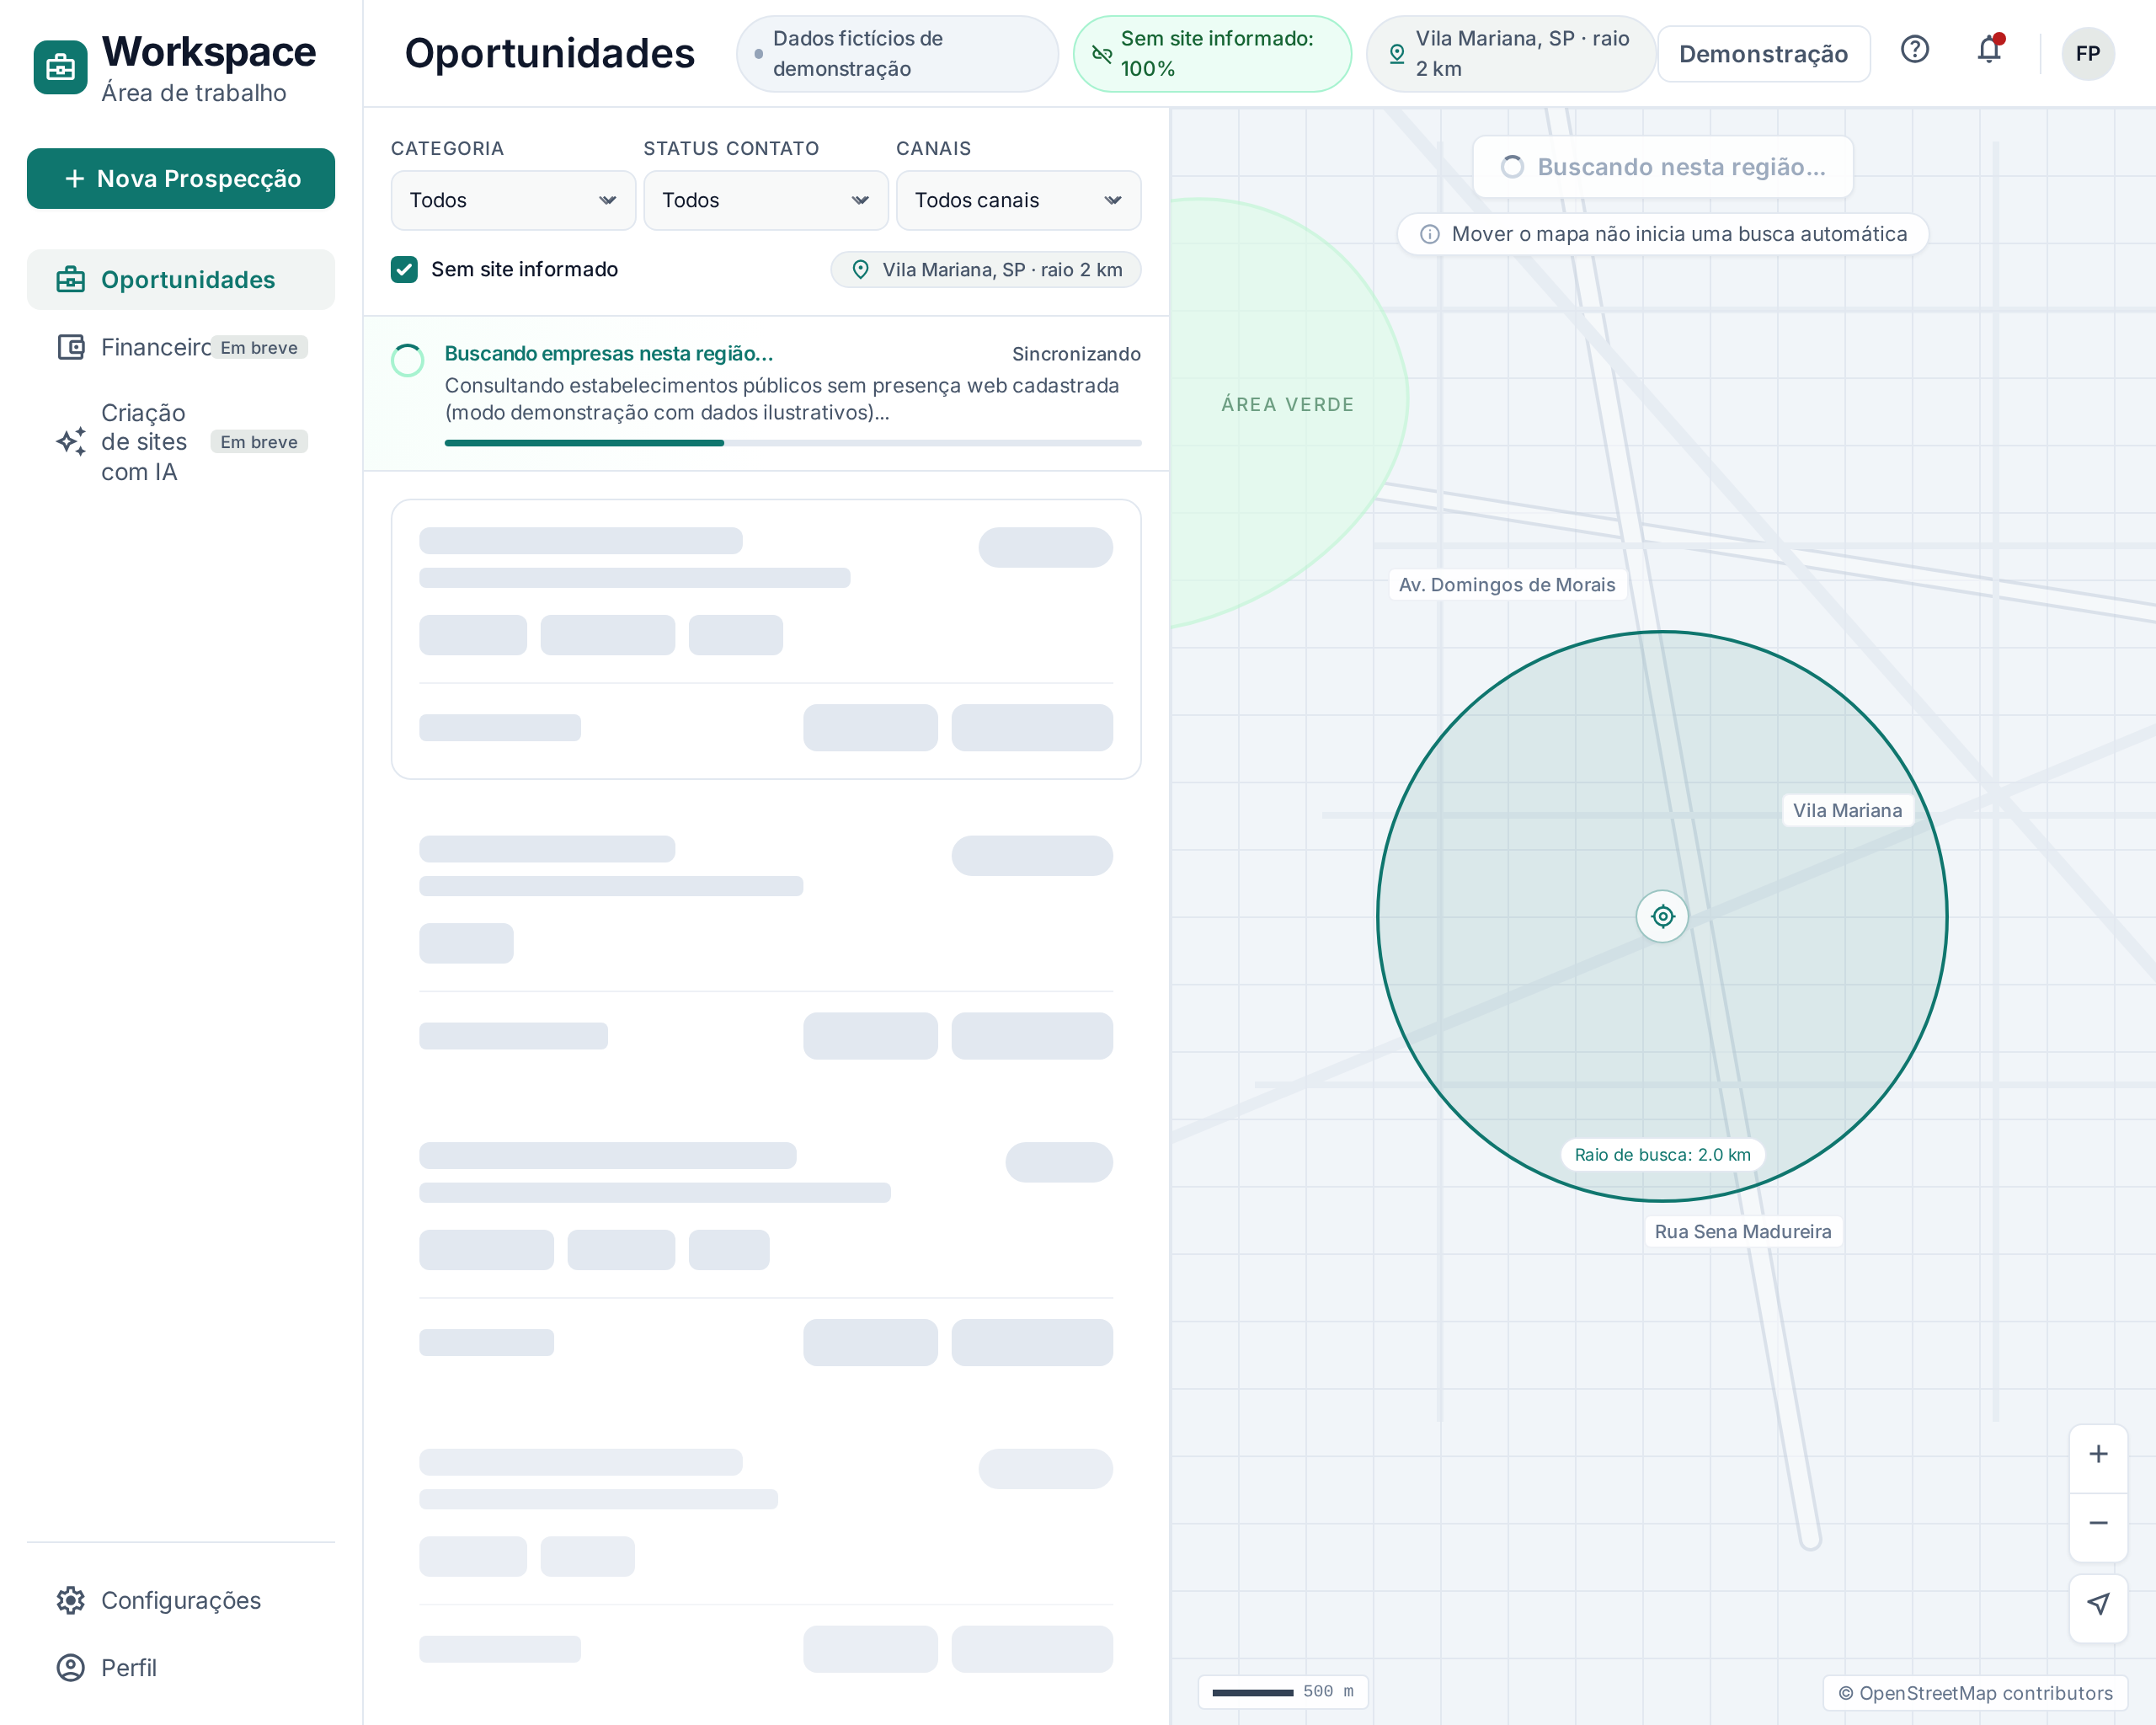 Workspace
Área de trabalho
Nova Prospecção
Oportunidades
Financeiro
Em breve
Criação
de sites
com IA
Em breve
Configurações
Perfil
Oportunidades
Dados fictícios de
demonstração
Sem site informado:
100%
Vila Mariana, SP · raio
2 km
Demonstração
FP
CATEGORIA
STATUS CONTATO
CANAIS
Todos
Todos
Todos canais
Sem site informado
Vila Mariana, SP · raio 2 km
Buscando empresas nesta região...
Sincronizando
Consultando estabelecimentos públicos sem presença web cadastrada
(modo demonstração com dados ilustrativos)...
Buscando nesta região...
Mover o mapa não inicia uma busca automática
ÁREA VERDE
Av. Domingos de Morais
Vila Mariana
Raio de busca: 2.0 km
Rua Sena Madureira
500 m
© OpenStreetMap contributors